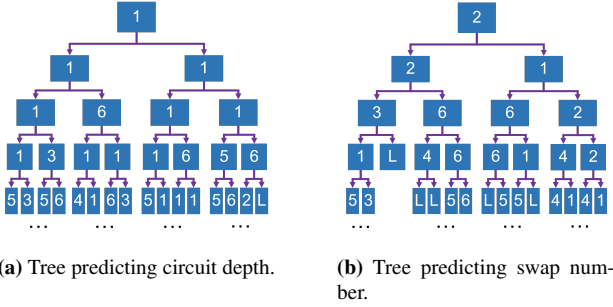 1
1 1
1 6 1 1
1 3 1 1 1 6 5 6
5 3 5 6 4 1 6 3 5 1 1 1 5 6 2 L
... ... ... ...
(a) Tree predicting circuit depth.
2
2 1
3 6 6 2
1 L 4 6 6 1 4 2
5 3 L L 5 6 L 5 5 L 4 1 4 1
... ... ... ...
(b) Tree predicting swap num-
ber.